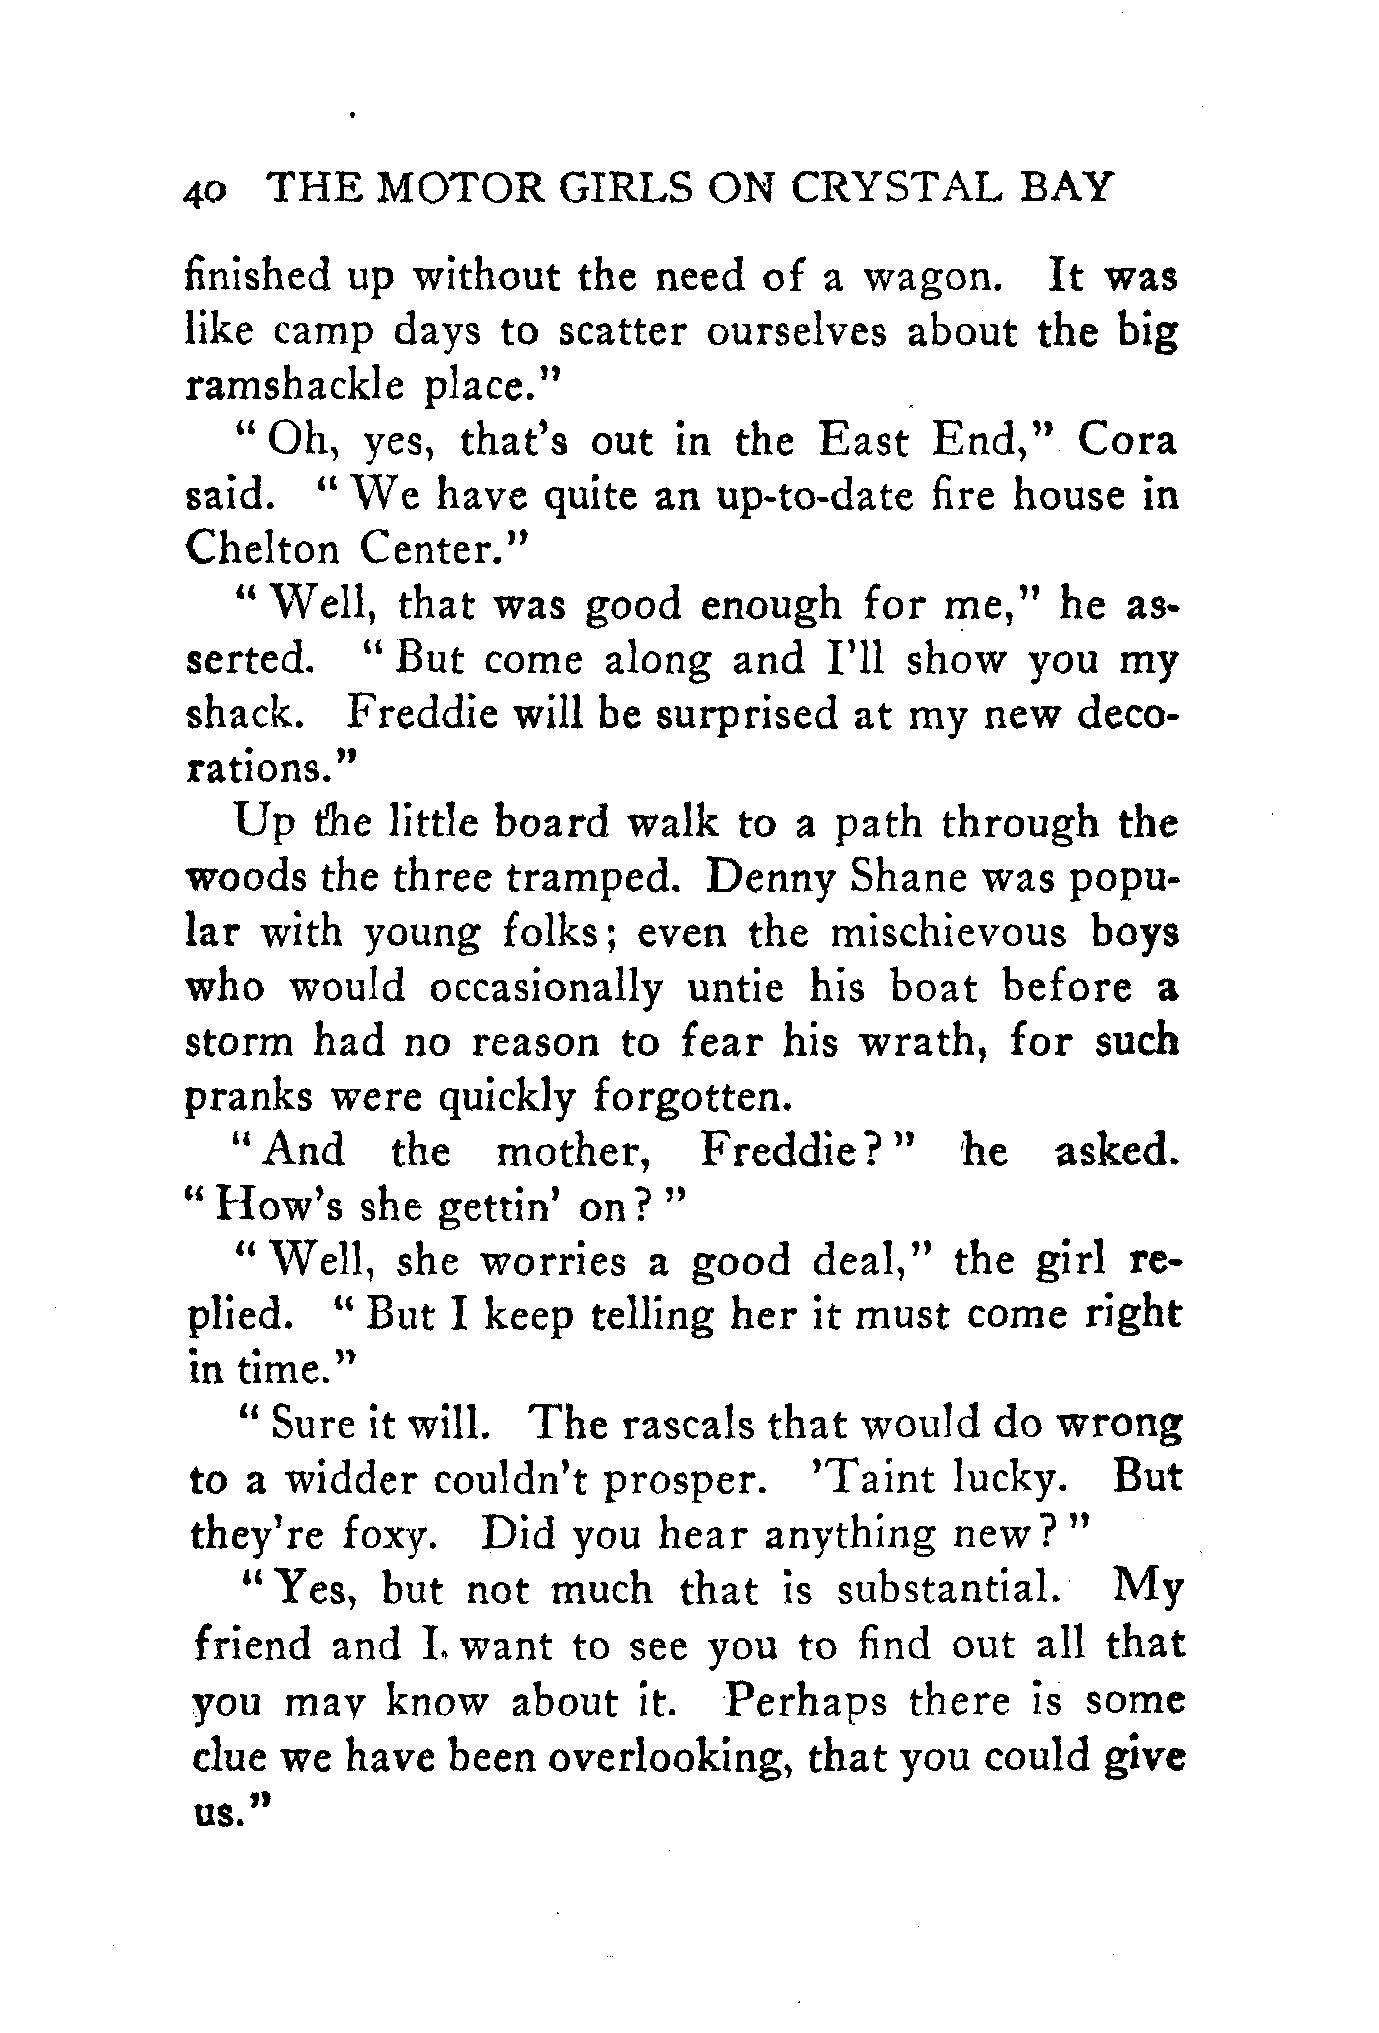 40 THE MOTOR GIRLS ON CRYSTAL BAY
finished up without the need of a wagon. It was
like camp days to scatter ourselves about the big
ramshackle place."
"Oh, yes, that's out in the East End," Cora
said. "We have quite an up-to-date fire house in
Chelton Center."
"Well, that was good enough for me," he as-
serted. "But come along and I'll show you my
shack. Freddie will be surprised at my new deco-
rations."
Up the little board walk to a path through the
woods the three tramped. Denny Shane was popu-
lar with young folks; even the mischievous boys
who would occasionally untie his boat before a
storm had no reason to fear his wrath, for such
pranks were quickly forgotten.
"And the mother, Freddie?" he asked.
"How's she gettin' on?"
"Well, she worries a good deal," the girl re-
plied. "But I keep telling her it must come right
in time."
"Sure it will. The rascals that would do wrong
to a widder couldn't prosper. 'Taint lucky. But
they're foxy. Did you hear anything new?"
"Yes, but not much that is substantial. My
friend and I want to see you to find out all that
you may know about it. Perhaps there is some
clue we have been overlooking, that you could give
us."